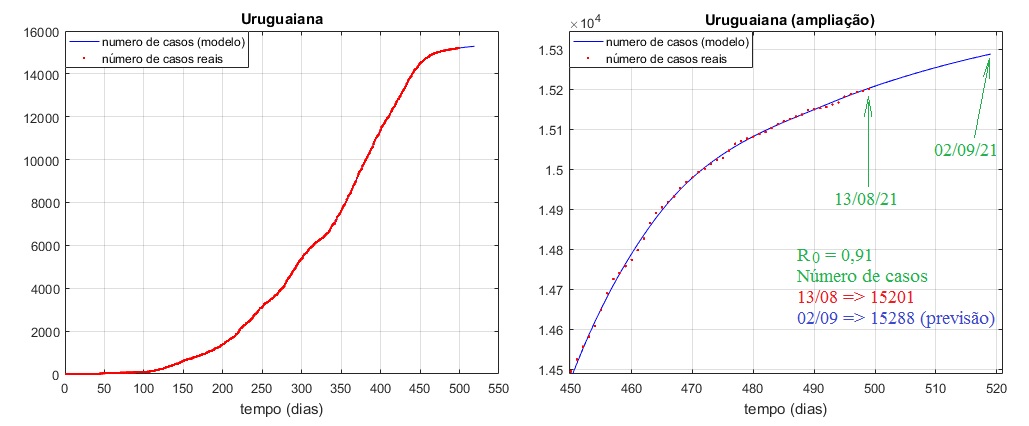 Uruguaiana
numero de casos (modelo)
número de casos reais
16000
14000
12000
10000
8000
6000
4000
2000
0
0 50 100 150 200 250 300 350 400 450 500 550
tempo (dias)
Uruguaiana (ampliação)
×10⁴
numero de casos (modelo)
número de casos reais
1.53
1.52
1.51
1.5
1.49
1.48
1.47
1.46
1.45
02/09/21
13/08/21
R₀ = 0,91
Número de casos
13/08 => 15201
02/09 => 15288 (previsão)
450 460 470 480 490 500 510 520
tempo (dias)